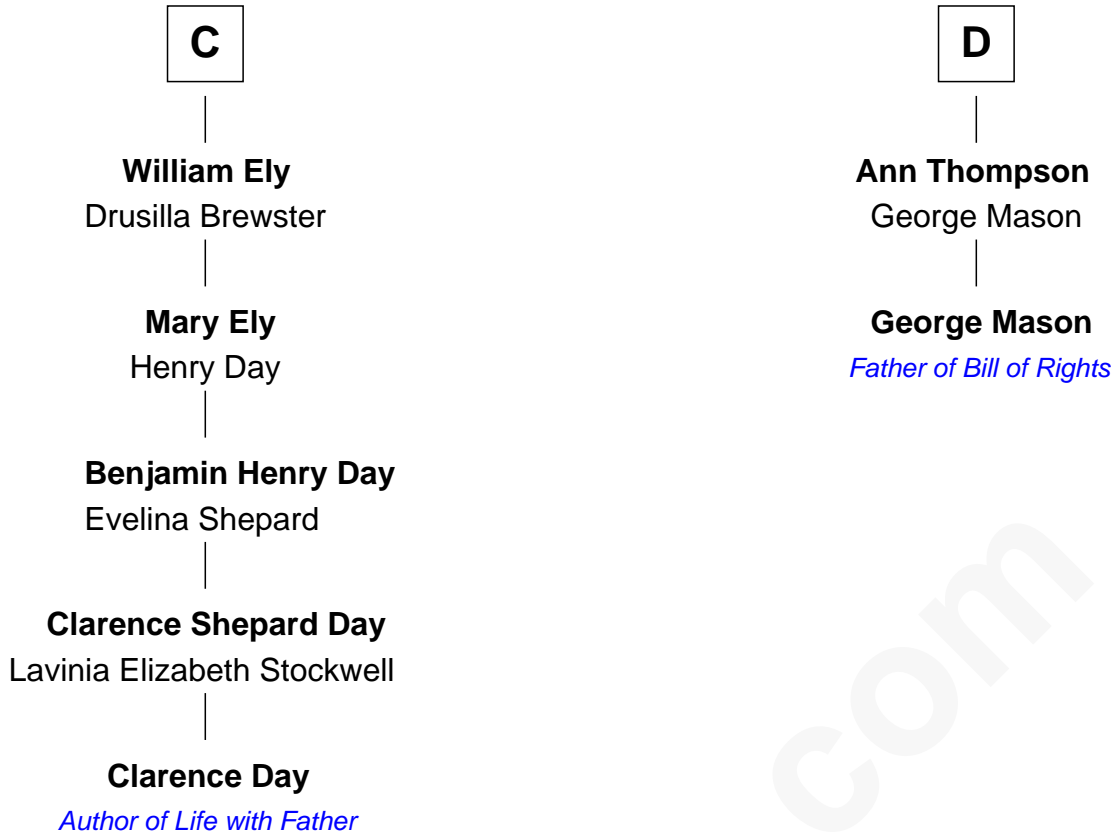 C
William Ely
Drusilla Brewster
Mary Ely
Henry Day
Benjamin Henry Day
Evelina Shepard
Clarence Shepard Day
Lavinia Elizabeth Stockwell
Clarence Day
Author of Life with Father
D
Ann Thompson
George Mason
George Mason
Father of Bill of Rights
com